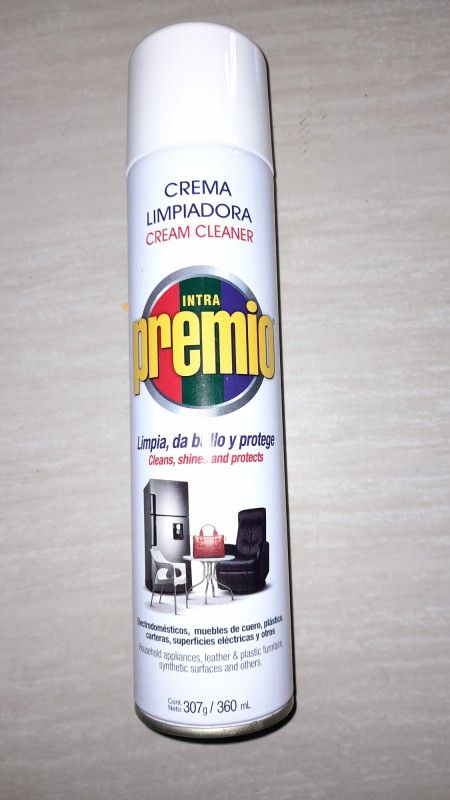 CREMA
LIMPIADORA
CREAM CLEANER
INTRA
premio
Limpia, da brillo y protege
Cleans, shines and protects
Electrodomésticos, muebles de cuero, plástico,
carteras, superficies eléctricas y otros
Household appliances, leather & plastic furniture,
synthetic surfaces and others.
Cont.
Neto: 307g / 360 mL